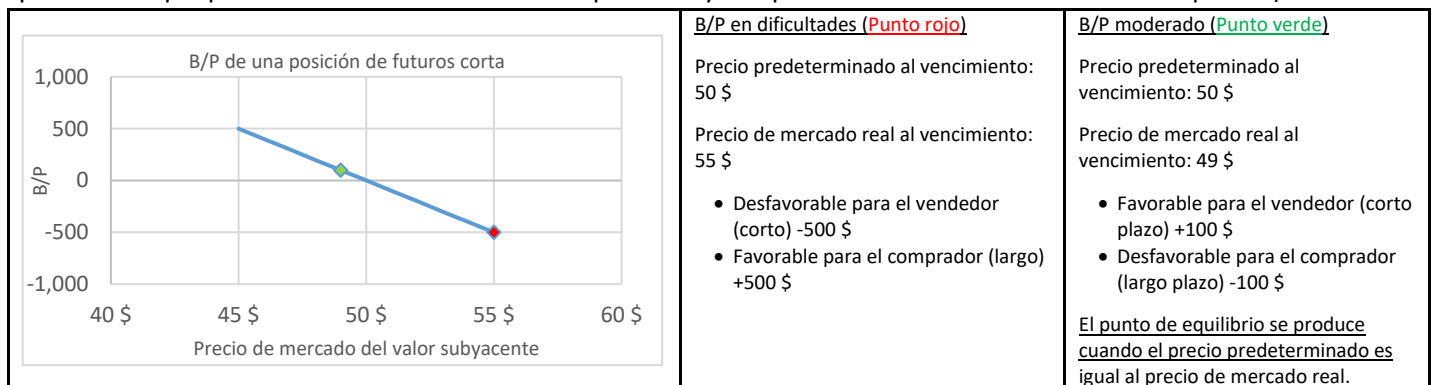 B/P de una posición de futuros corta
1,000
500
0
-500
-1,000
B/P
40 $ 45 $ 50 $ 55 $ 60 $
Precio de mercado del valor subyacente
B/P en dificultades (Punto rojo)
Precio predeterminado al vencimiento:
50 $
Precio de mercado real al vencimiento:
55 $
• Desfavorable para el vendedor
(corto) -500 $
• Favorable para el comprador (largo)
+500 $
B/P moderado (Punto verde)
Precio predeterminado al
vencimiento: 50 $
Precio de mercado real al
vencimiento: 49 $
• Favorable para el vendedor (corto
plazo) +100 $
• Desfavorable para el comprador
(largo plazo) -100 $
El punto de equilibrio se produce
cuando el precio predeterminado es
igual al precio de mercado real.